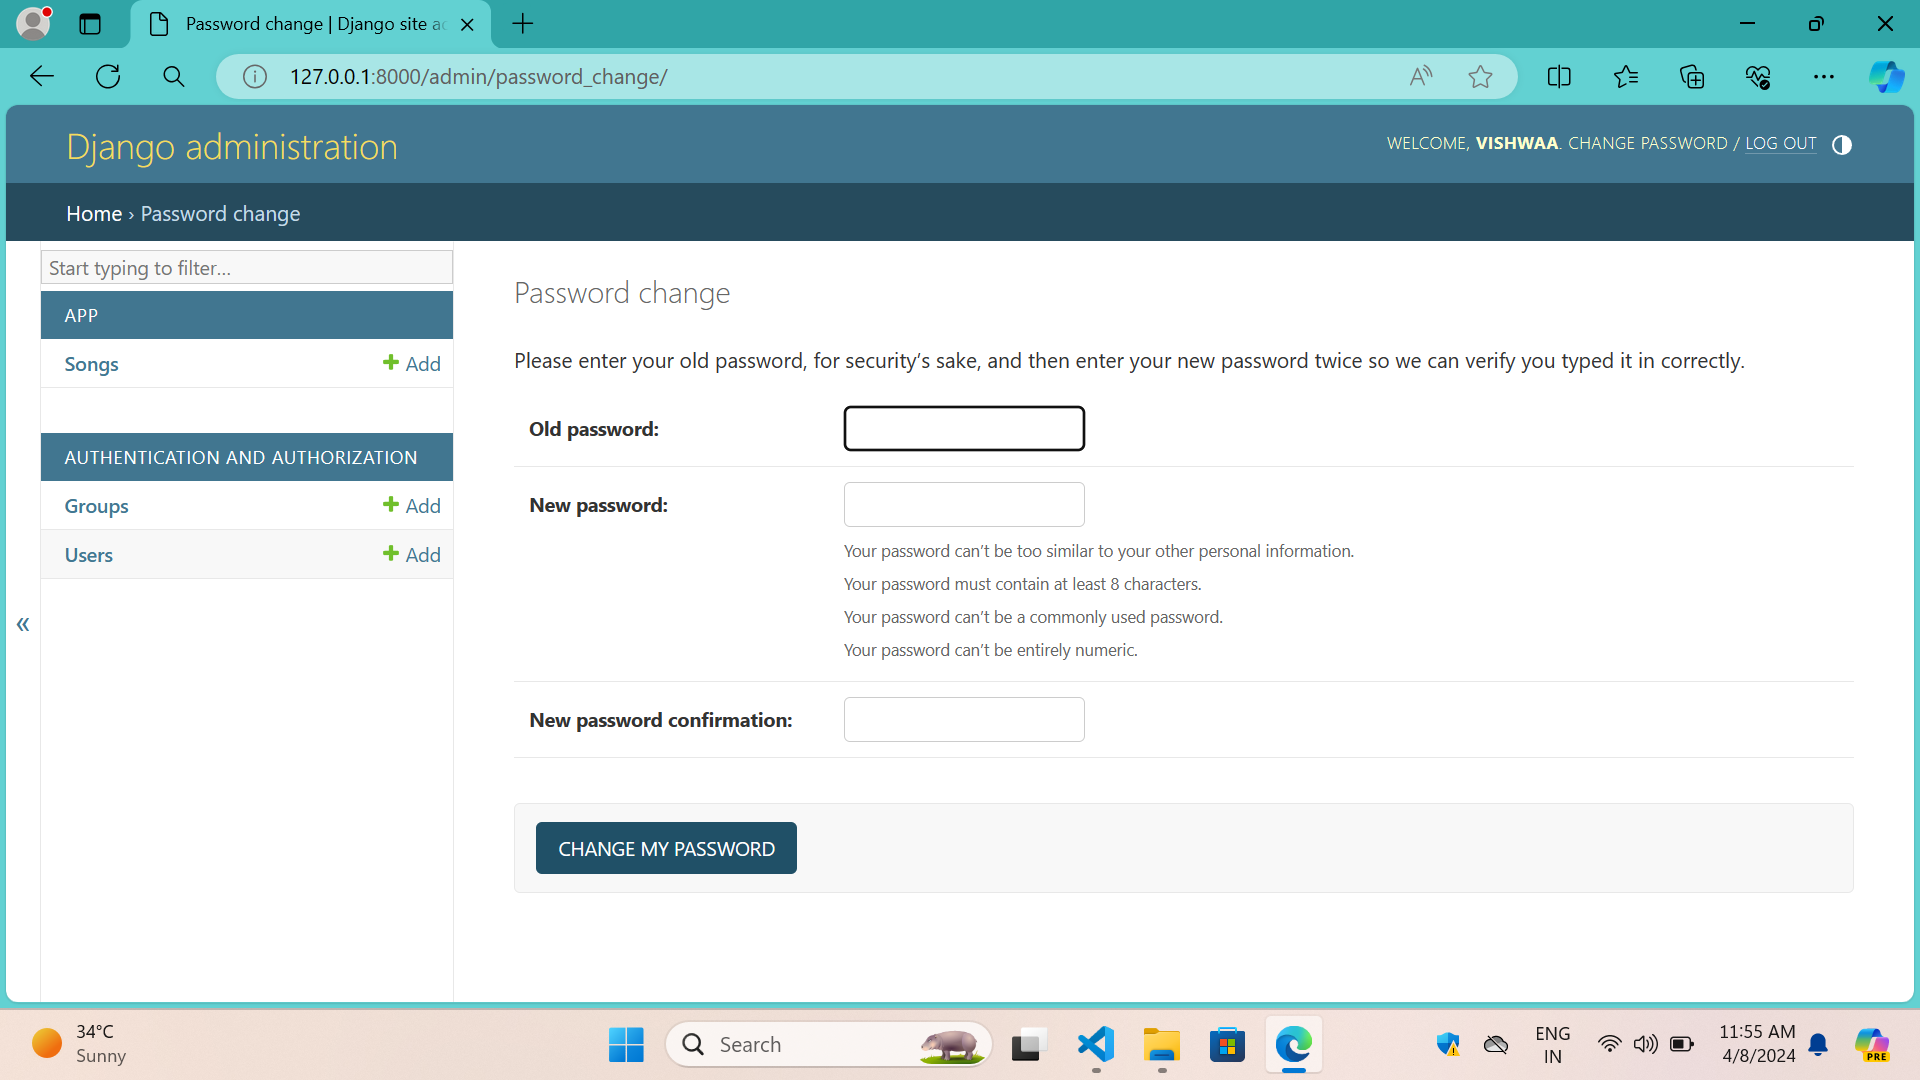 Password change | Django site a
127.0.0.1:8000/admin/password_change/
Django administration
WELCOME, VISHWAA. CHANGE PASSWORD / LOG OUT
Home › Password change
Start typing to filter...
APP
Songs
Add
AUTHENTICATION AND AUTHORIZATION
Groups
Add
Users
Add
«
Password change
Please enter your old password, for security’s sake, and then enter your new password twice so we can verify you typed it in correctly.
Old password:
New password:
Your password can’t be too similar to your other personal information.
Your password must contain at least 8 characters.
Your password can’t be a commonly used password.
Your password can’t be entirely numeric.
New password confirmation:
CHANGE MY PASSWORD
34°C
Sunny
Search
ENG
IN
11:55 AM
4/8/2024
PRE